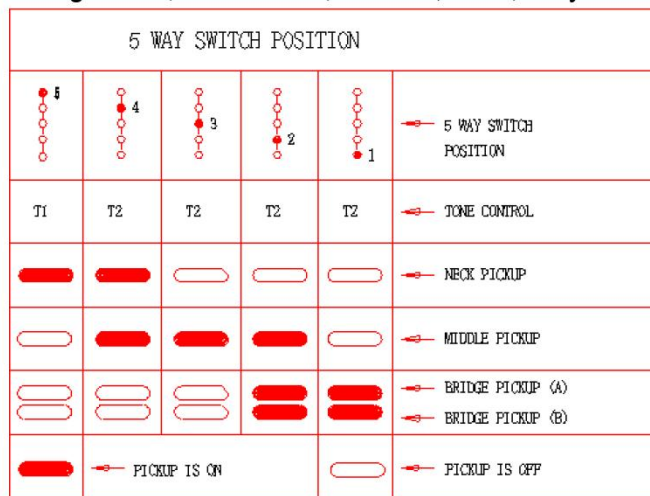 5 WAY SWITCH POSITION
5 4 3 2 1
5 WAY SWITCH
POSITION
T1 T2 T2 T2 T2 TONE CONTROL
NECK PICKUP
MIDDLE PICKUP
BRIDGE PICKUP (A)
BRIDGE PICKUP (B)
PICKUP IS ON PICKUP IS OFF